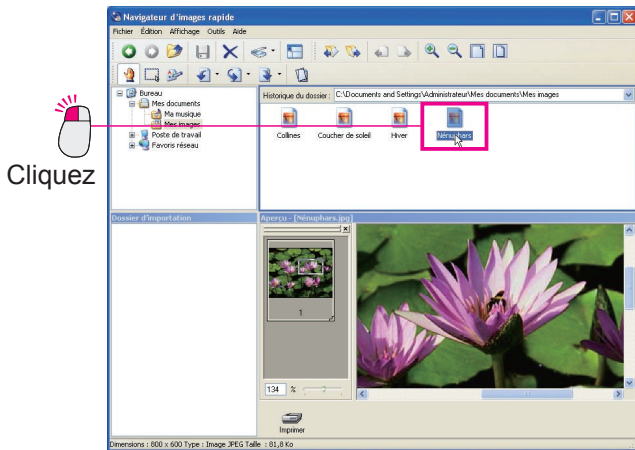 Navigateur d'images rapide
Fichier Édition Affichage Outils Aide
Bureau
Mes documents
Ma musique
Mes images
Poste de travail
Favoris réseau
Historique du dossier : C:\Documents and Settings\Administrateur\Mes documents\Mes images
Collines
Coucher de soleil
Hiver
Nénuphars
Cliquez
Dossier d'importation
Aperçu - [Nénuphars.jpg]
1
134 %
Imprimer
Dimensions : 800 x 600 Type : Image JPEG Taille : 81,8 Ko